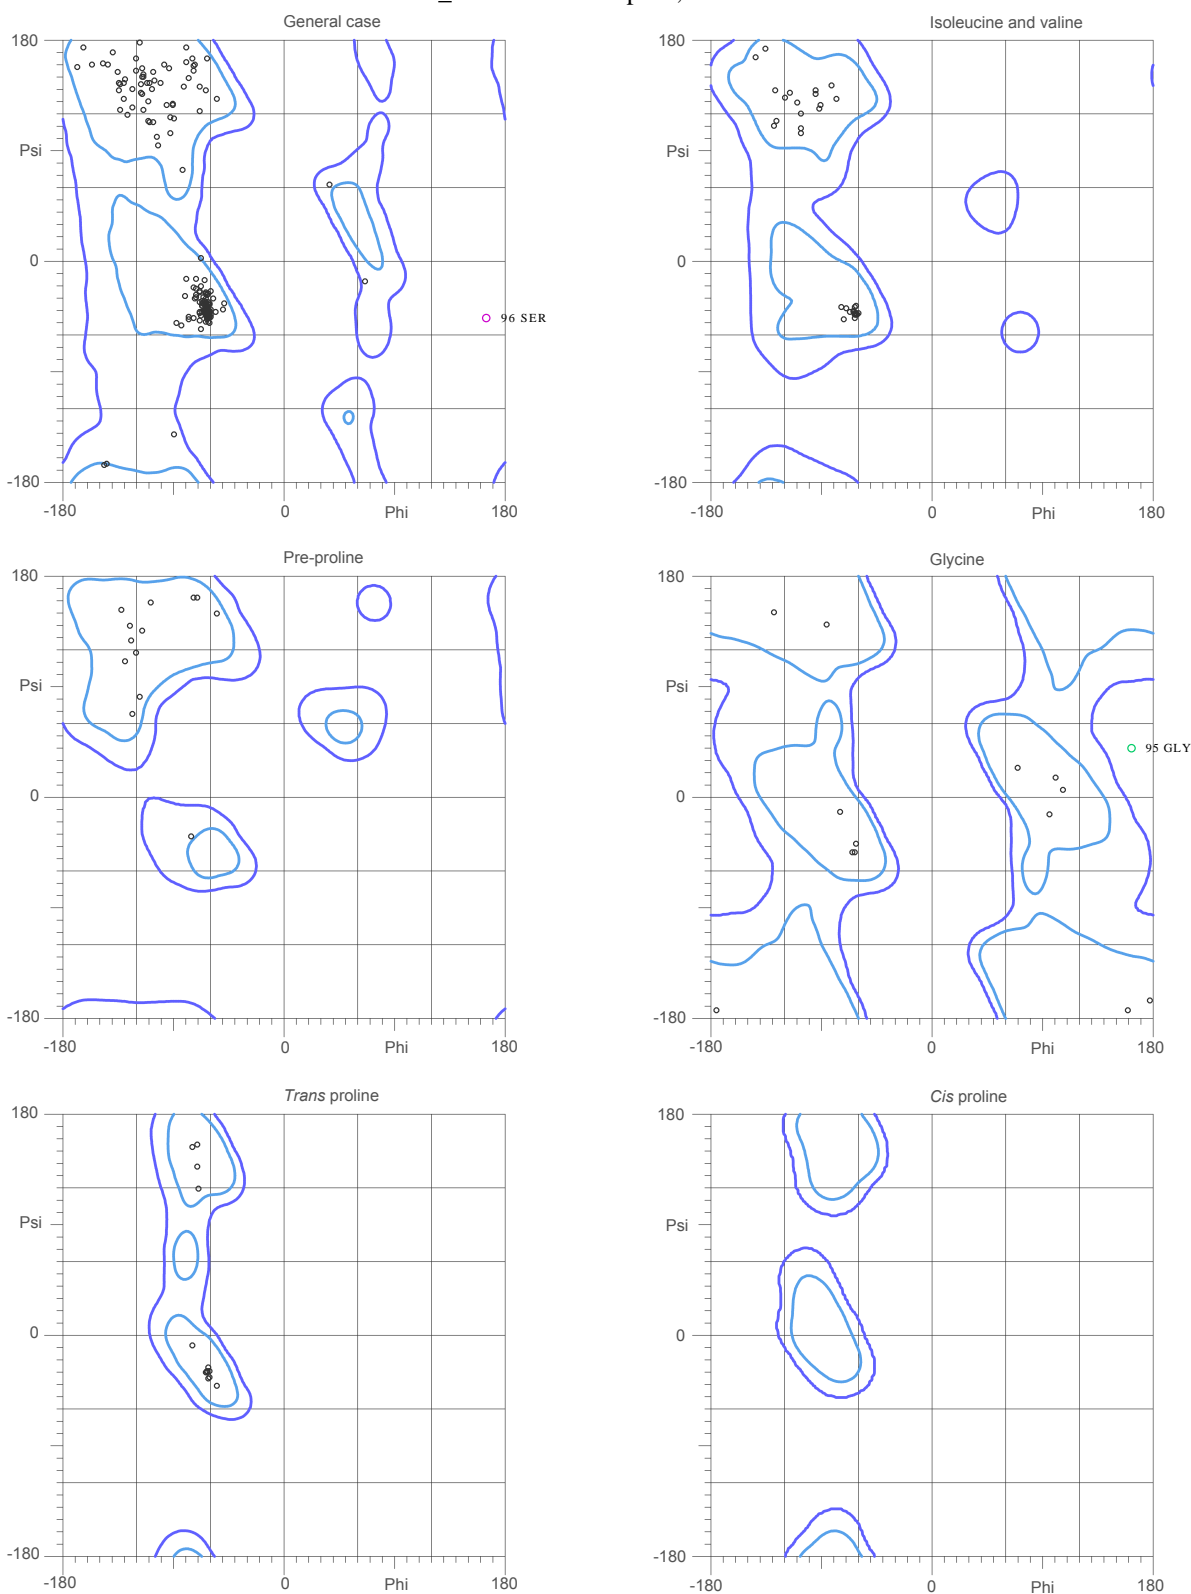 General case
Isoleucine and valine
180
180
Psi
Psi
0
0
96 SER
-180
-180
-180
0
Phi
180
-180
0
Phi
180
Pre-proline
Glycine
180
180
Psi
Psi
95 GLY
0
0
-180
-180
-180
0
Phi
180
-180
0
Phi
180
Trans proline
Cis proline
180
180
Psi
Psi
0
0
-180
-180
-180
0
Phi
180
-180
0
Phi
180